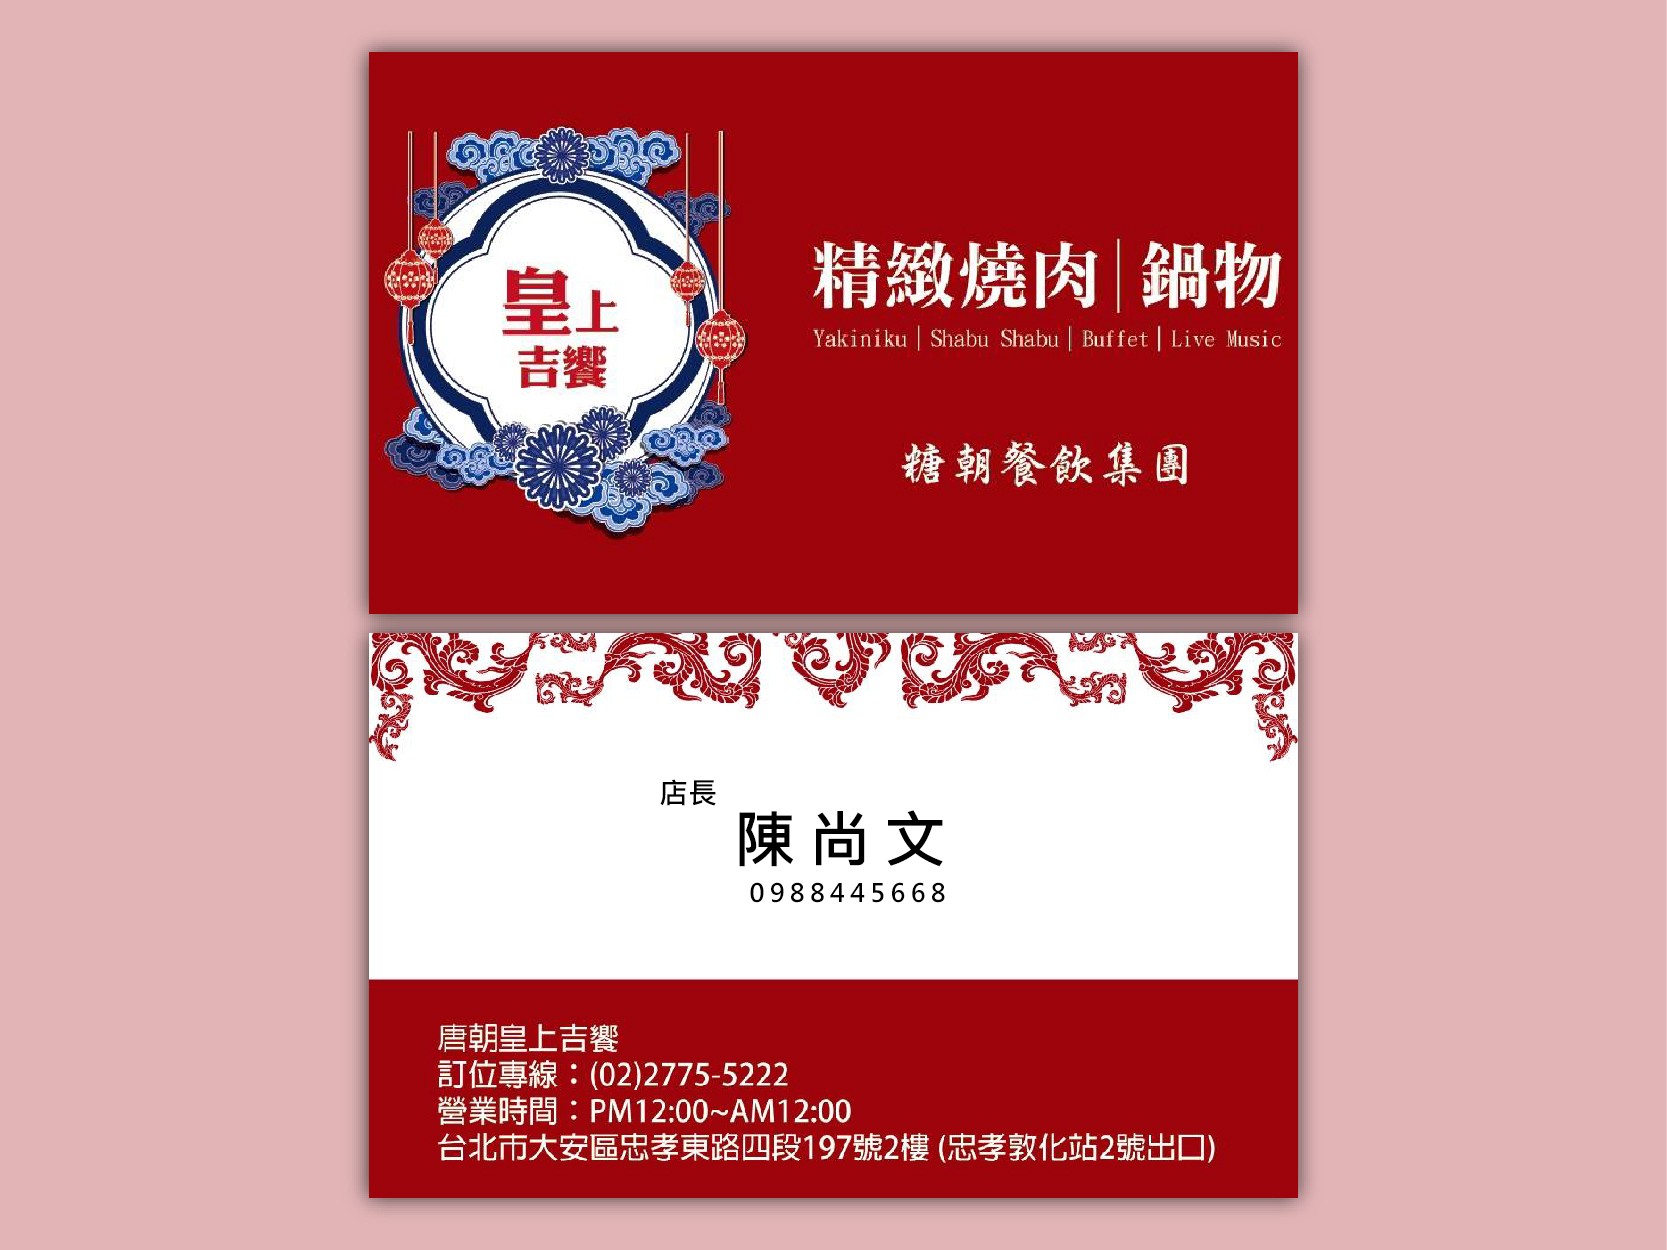 皇上
吉饗
精緻燒肉|鍋物
Yakiniku|Shabu Shabu|Buffet|Live Music
糖朝餐飲集團
店長
陳尚文
0988445668
唐朝皇上吉饗
訂位專線：(02)2775-5222
營業時間：PM12:00~AM12:00
台北市大安區忠孝東路四段197號2樓 (忠孝敦化站2號出口)